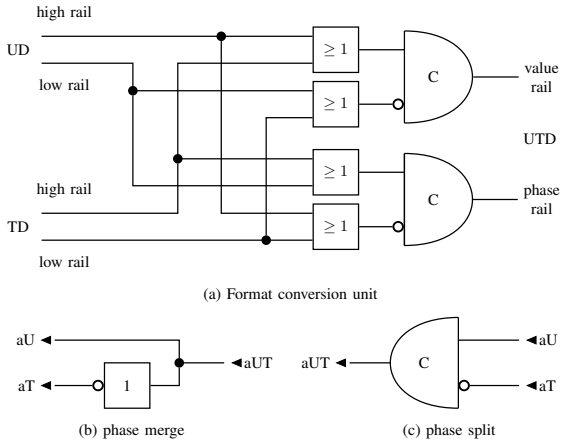 high rail
UD
low rail
≥ 1
≥ 1
C
value
rail
UTD
high rail
TD
low rail
≥ 1
≥ 1
C
phase
rail
(a) Format conversion unit
aU
aT
1
aUT
(b) phase merge
aUT
C
aU
aT
(c) phase split